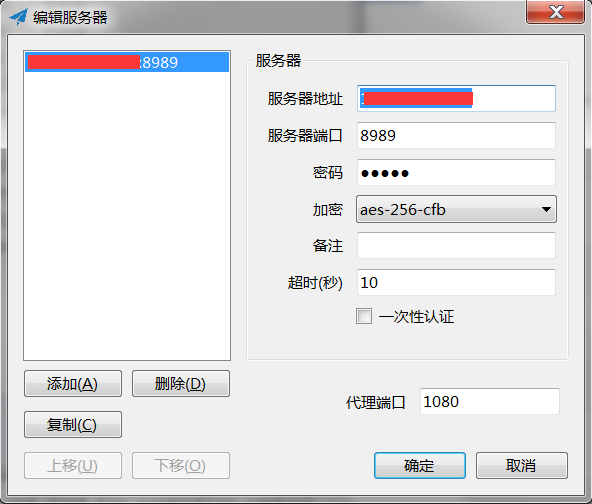 编辑服务器
:8989
服务器
服务器地址
服务器端口 8989
密码 ●●●●●
加密 aes-256-cfb
备注
超时(秒) 10
一次性认证
添加(A) 删除(D)
复制(C)
代理端口 1080
上移(U) 下移(O)
确定 取消